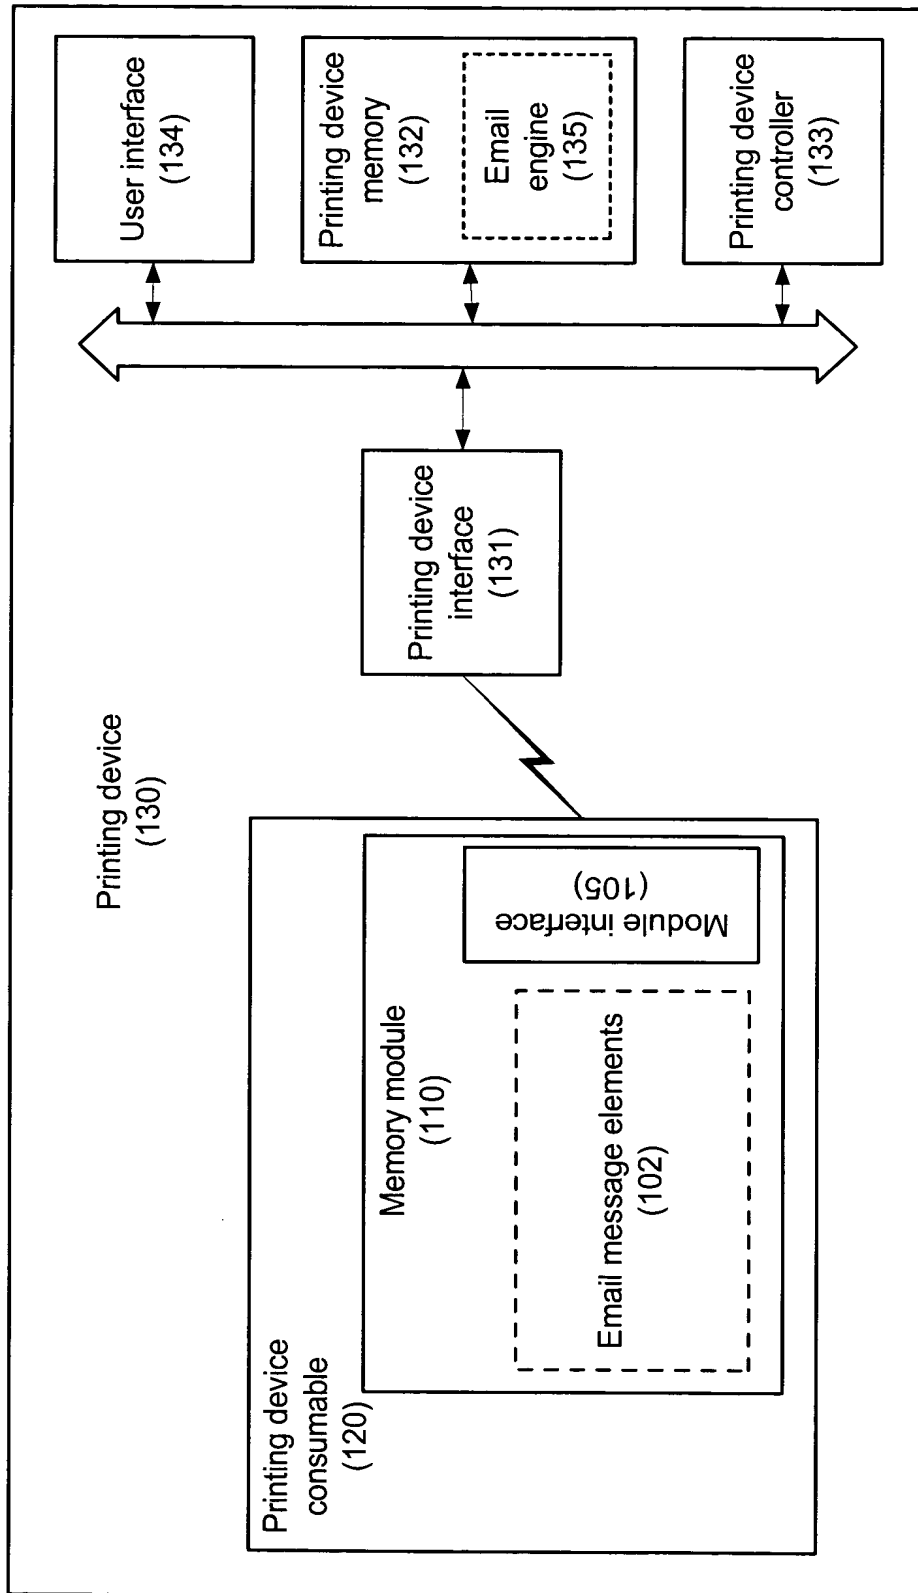 Printing device
(130)
Printing device
consumable
(120)
Memory module
(110)
Email message elements
(102)
Module interface
(105)
Printing device
interface
(131)
User interface
(134)
Printing device
memory
(132)
Email
engine
(135)
Printing device
controller
(133)